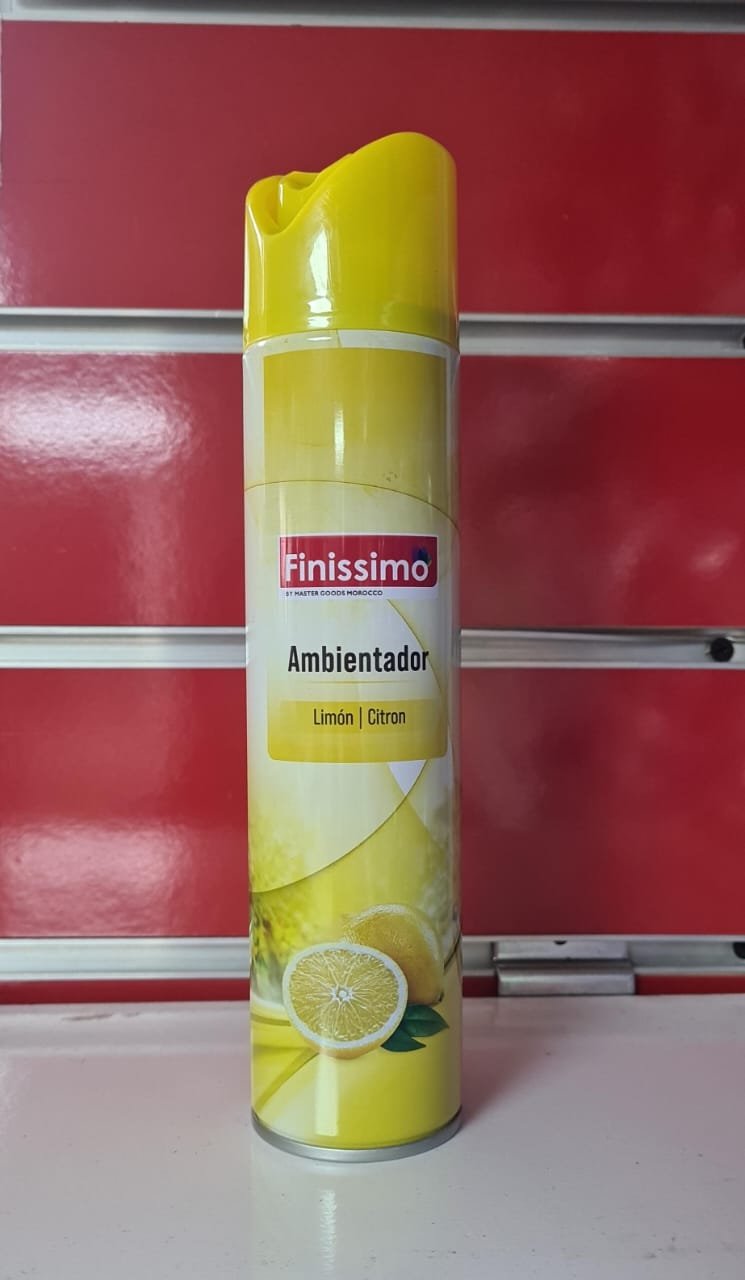 Finissimo
BY MASTER GOODS MOROCCO
Ambientador
Limón | Citron